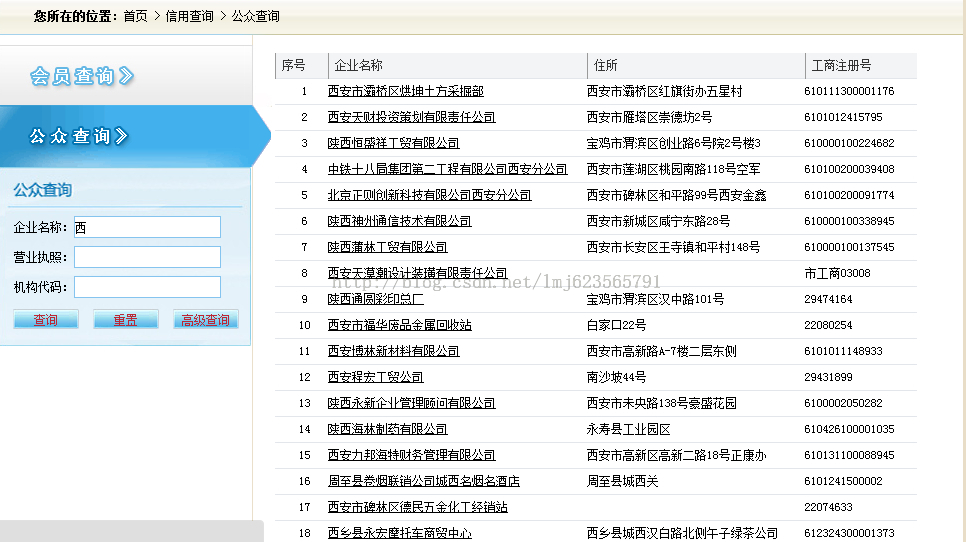 您所在的位置: 首页 > 信用查询 > 公众查询
会员查询
公众查询
公众查询
企业名称: 西
营业执照:
机构代码:
查询 重置 高级查询
序号 企业名称 住所 工商注册号
1 西安市灞桥区烘坤土方采掘部 西安市灞桥区红旗街办五星村 610111300001176
2 西安天财投资策划有限责任公司 西安市雁塔区崇德坊2号 6101012415795
3 陕西恒盛祥工贸有限公司 宝鸡市渭滨区创业路6号院2号楼3 610000100224682
4 中铁十八局集团第二工程有限公司西安分公司 西安市莲湖区桃园南路118号空军 610100200039408
5 北京正则创新科技有限公司西安分公司 西安市碑林区和平路99号西安金鑫 610100200091774
6 陕西神州通信技术有限公司 西安市新城区咸宁东路28号 610000100338945
7 陕西蒲林工贸有限公司 西安市长安区王寺镇和平村148号 610000100137545
8 西安天漠潮设计装璜有限责任公司 市工商03008
http://blog.csdn.net/lmj623565791
9 陕西通圆彩印总厂 宝鸡市渭滨区汉中路101号 29474164
10 西安市福华废品金属回收站 白家口22号 22080254
11 西安博林新材料有限公司 西安市高新路A-7楼二层东侧 6101011148933
12 西安程宏工贸公司 南沙坡44号 29431899
13 陕西永新企业管理顾问有限公司 西安市未央路138号豪盛花园 6100002050282
14 陕西海林制药有限公司 永寿县工业园区 610426100001035
15 西安力邦海特财务管理有限公司 西安市高新区高新二路18号正康办 610131100088945
16 周至县卷烟联销公司城西名烟名酒店 周至县城西关 6101241500002
17 西安市碑林区德民五金化工经销站 22074633
18 西乡县永宏摩托车商贸中心 西乡县城西汉白路北侧午子绿茶公司 612324300001373